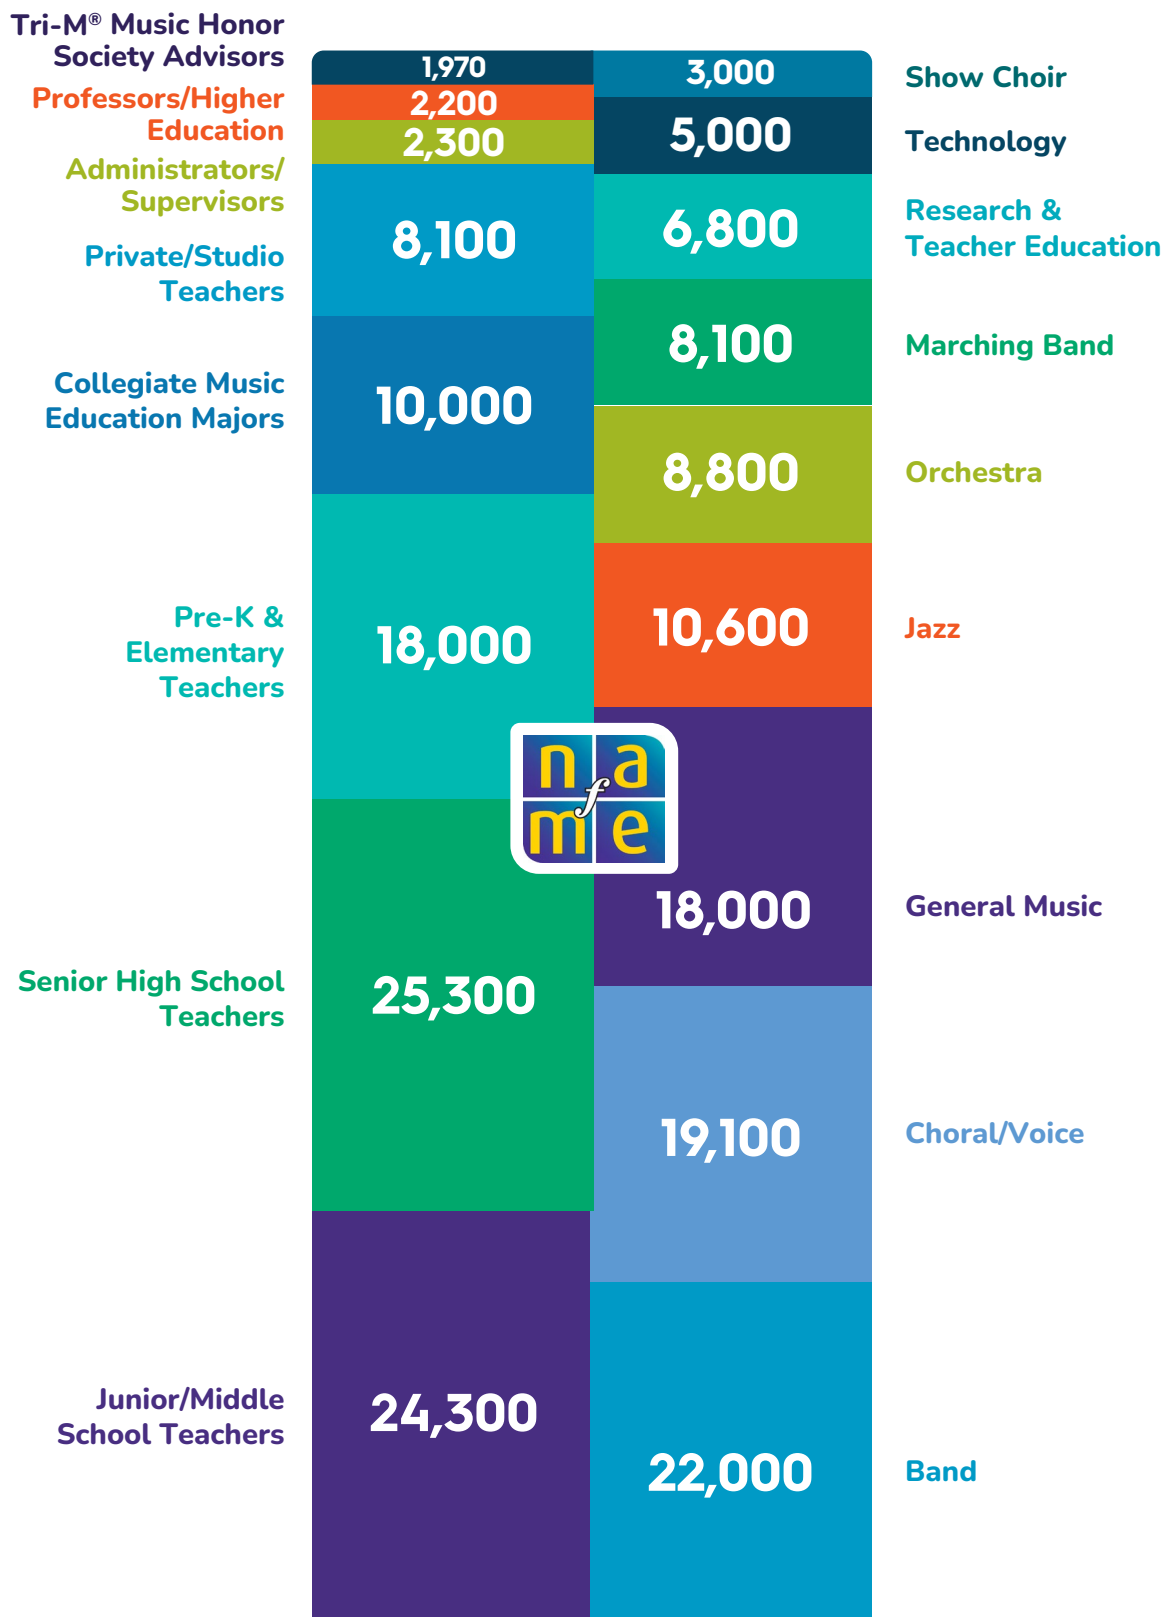 Tri-M® Music Honor
Society Advisors
1,970
Professors/Higher
Education
2,200
Administrators/
Supervisors
2,300
Private/Studio
Teachers
8,100
Collegiate Music
Education Majors
10,000
Pre-K &
Elementary
Teachers
18,000
Senior High School
Teachers
25,300
Junior/Middle
School Teachers
24,300
3,000
Show Choir
5,000
Technology
6,800
Research &
Teacher Education
8,100
Marching Band
8,800
Orchestra
10,600
Jazz
na
f
me
18,000
General Music
19,100
Choral/Voice
22,000
Band